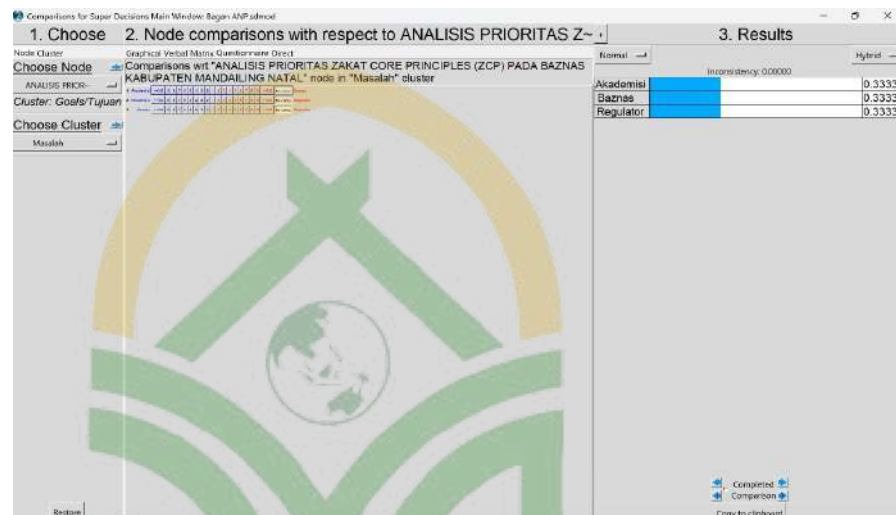 Comparisons for Super Decisions Main Window: Bagan ANP.sdmod
1. Choose
Node Cluster
Choose Node
ANALISIS PRIOR~
Cluster: Goals/Tujuan
Choose Cluster
Masalah
Restore
2. Node comparisons with respect to ANALISIS PRIORITAS Z~
Graphical Verbal Matrix Questionnaire Direct
Comparisons wrt "ANALISIS PRIORITAS ZAKAT CORE PRINCIPLES (ZCP) PADA BAZNAS
KABUPATEN MANDAILING NATAL" node in "Masalah" cluster
3. Results
Normal Hybrid
Inconsistency: 0.00000
Akademisi 0.3333
Baznas 0.3333
Regulator 0.3333
Completed
Comparison
Copy to clipboard